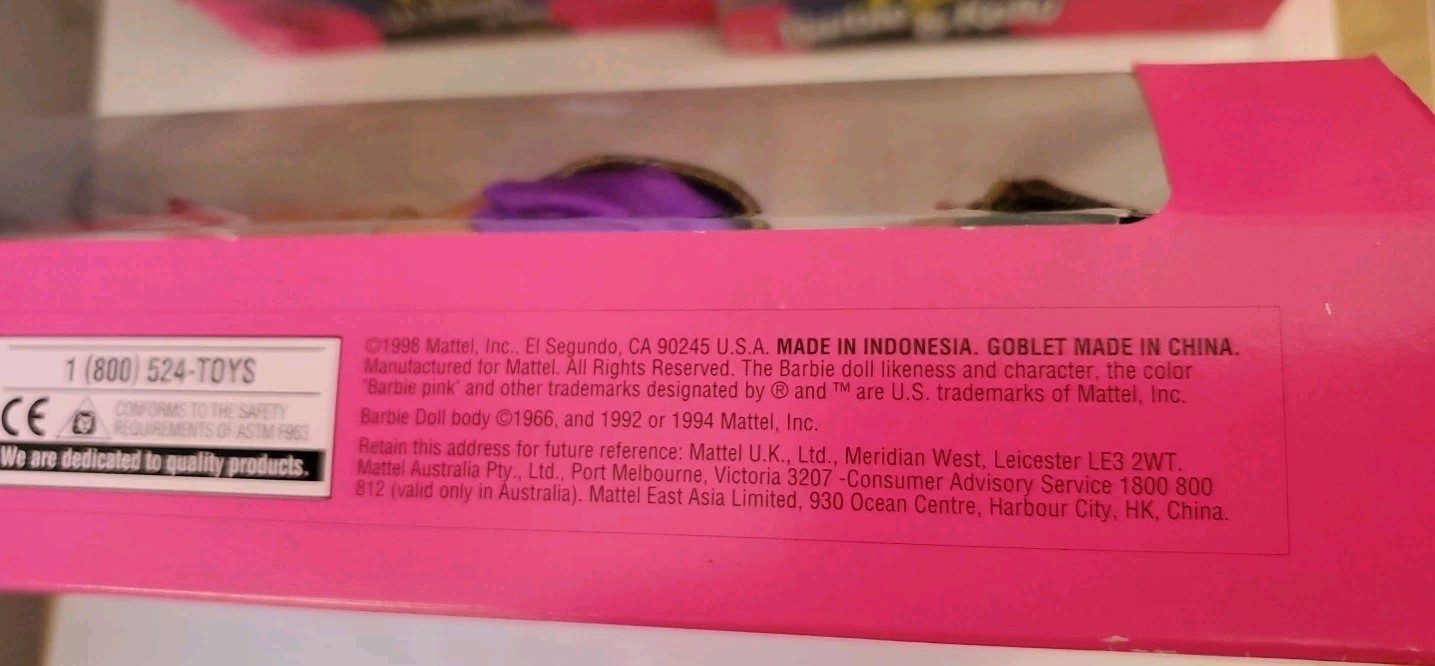 1 (800) 524-TOYS
CE
CONFORMS TO THE SAFETY
REQUIREMENTS OF ASTM F963
We are dedicated to quality products.
©1998 Mattel, Inc., El Segundo, CA 90245 U.S.A. MADE IN INDONESIA. GOBLET MADE IN CHINA.
Manufactured for Mattel. All Rights Reserved. The Barbie doll likeness and character, the color
"Barbie pink" and other trademarks designated by ® and ™ are U.S. trademarks of Mattel, Inc.
Barbie Doll body ©1966, and 1992 or 1994 Mattel, Inc.
Retain this address for future reference: Mattel U.K., Ltd., Meridian West, Leicester LE3 2WT.
Mattel Australia Pty., Ltd., Port Melbourne, Victoria 3207 -Consumer Advisory Service 1800 800
812 (valid only in Australia). Mattel East Asia Limited, 930 Ocean Centre, Harbour City, HK, China.